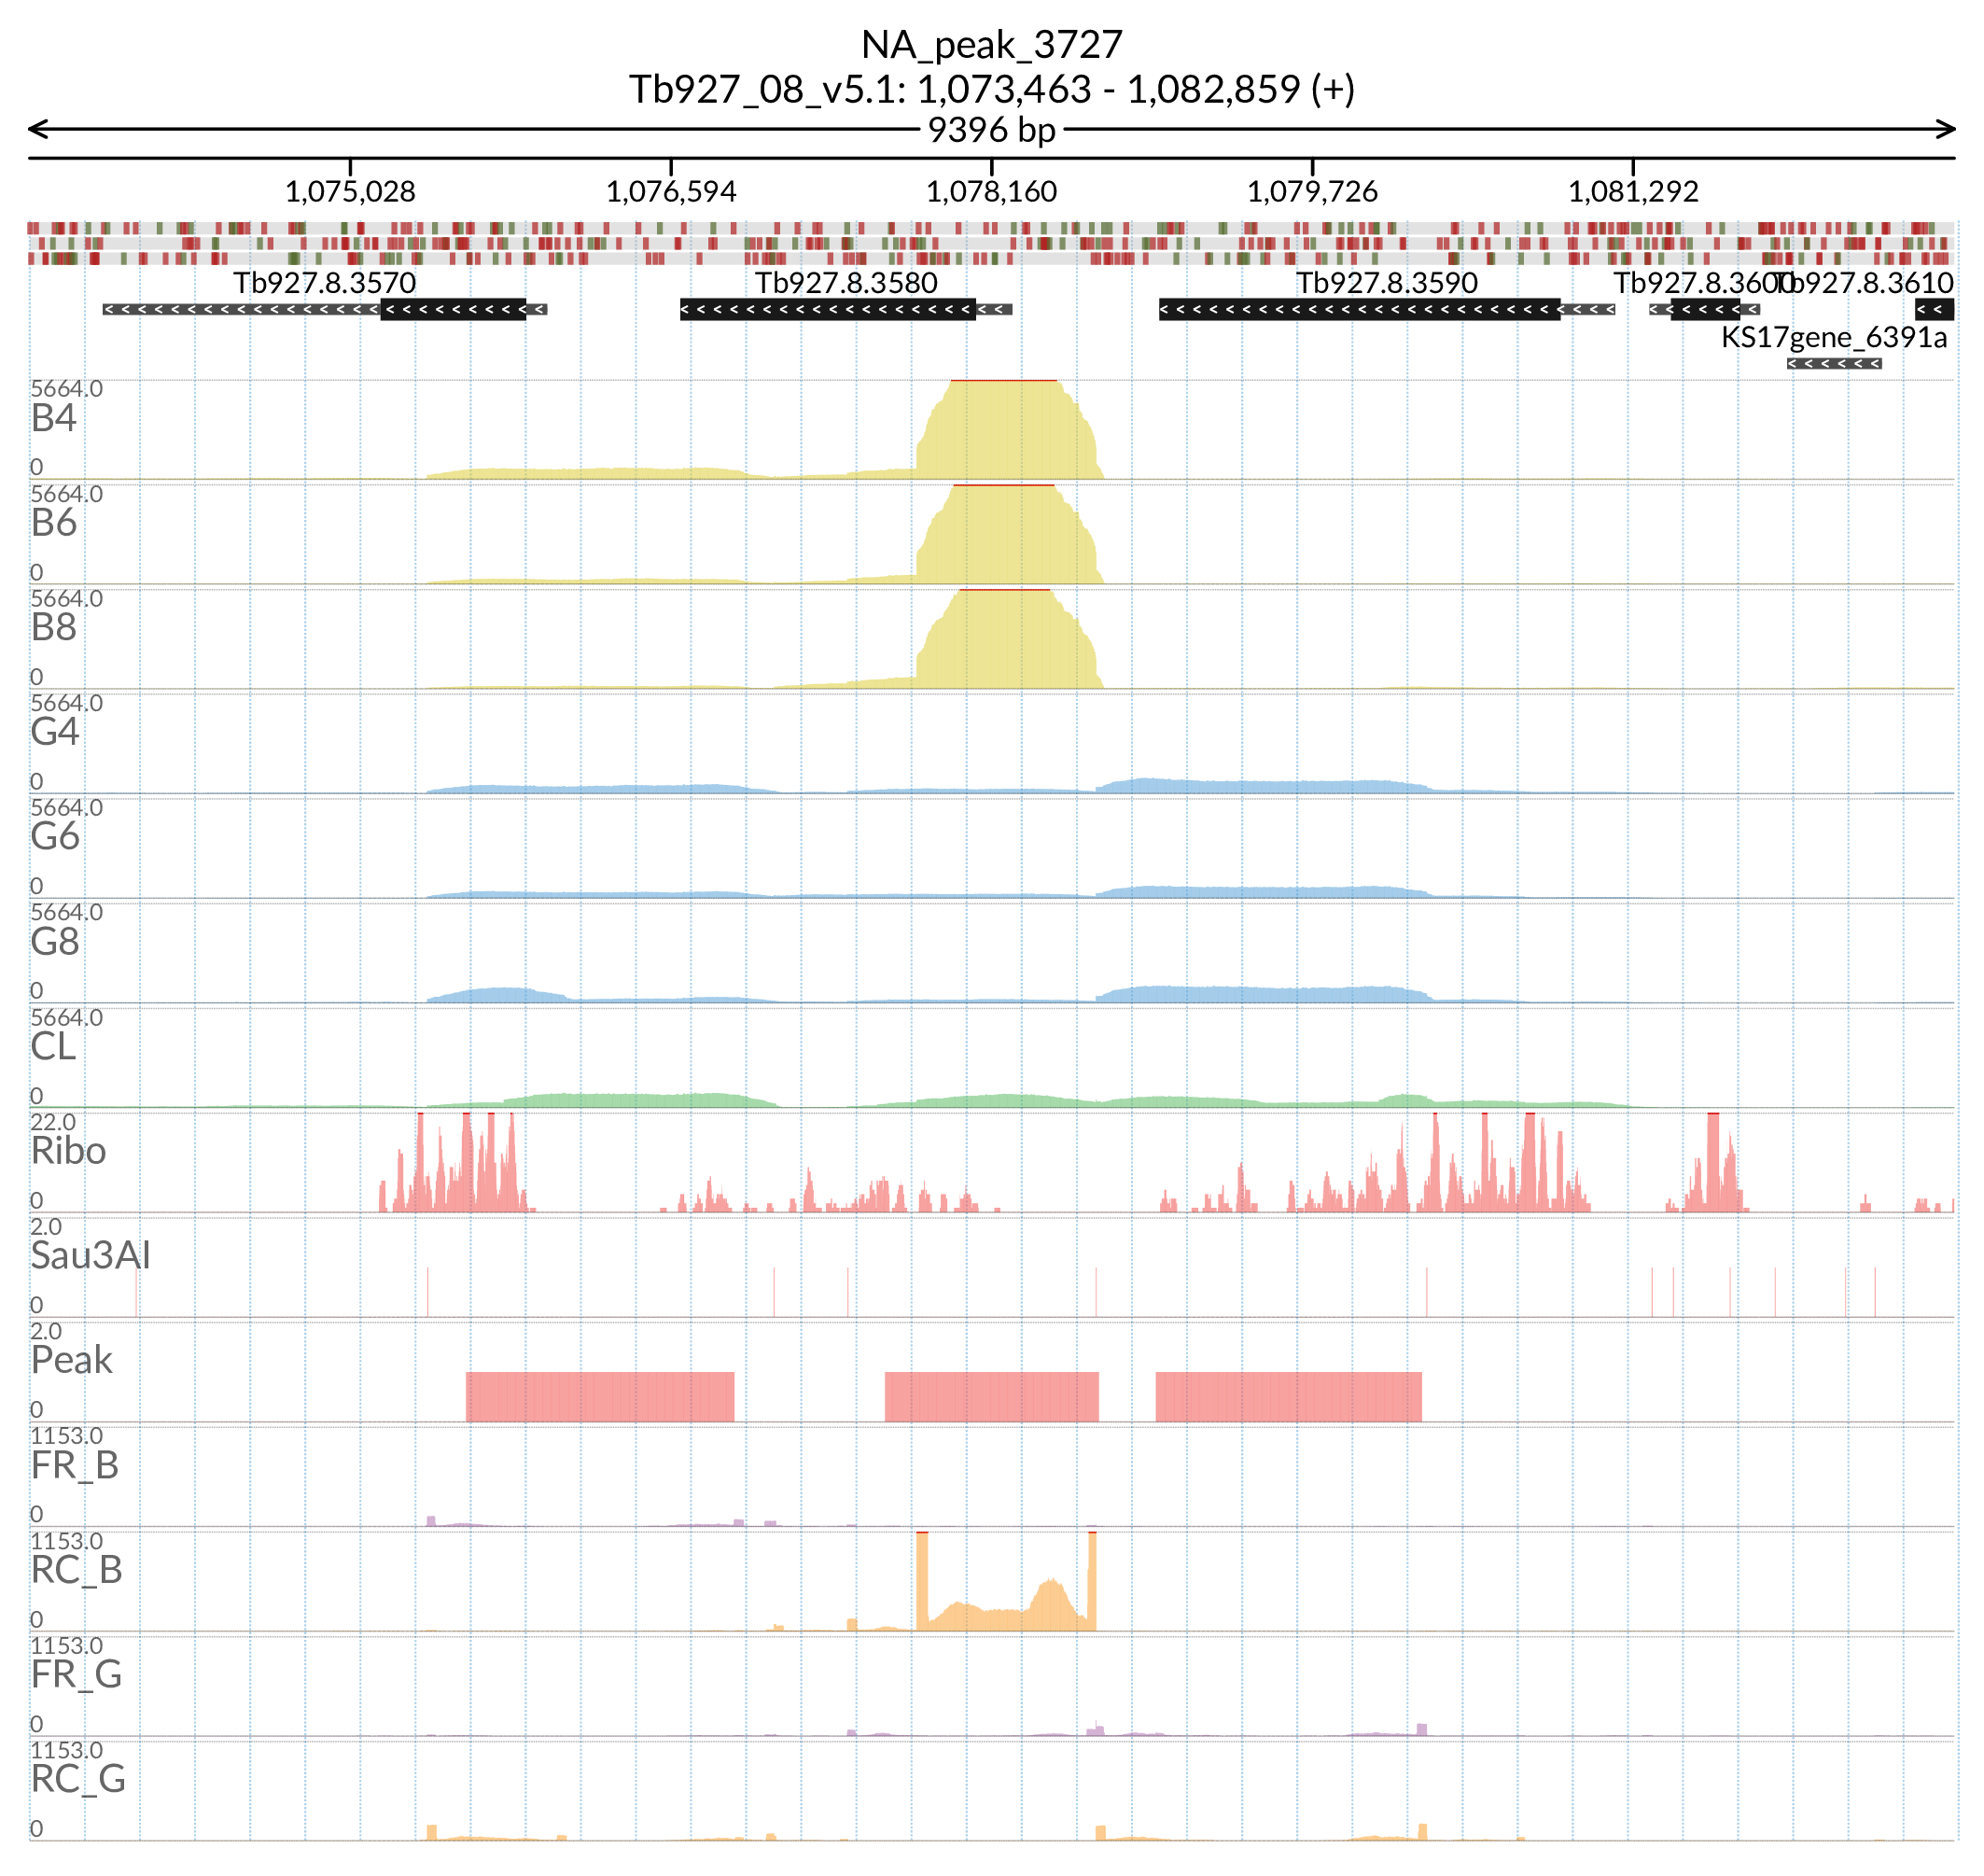 NA_peak_3727
Tb927_08_v5.1: 1,073,463 - 1,082,859 (+)
9396 bp
1,075,028 1,076,594 1,078,160 1,079,726 1,081,292
Tb927.8.3570 Tb927.8.3580 Tb927.8.3590 Tb927.8.3600 Tb927.8.3610
KS17gene_6391a
5664.0
B4
0
5664.0
B6
0
5664.0
B8
0
5664.0
G4
0
5664.0
G6
0
5664.0
G8
0
5664.0
CL
0
22.0
Ribo
0
2.0
Sau3AI
0
2.0
Peak
0
1153.0
FR_B
0
1153.0
RC_B
0
1153.0
FR_G
0
1153.0
RC_G
0